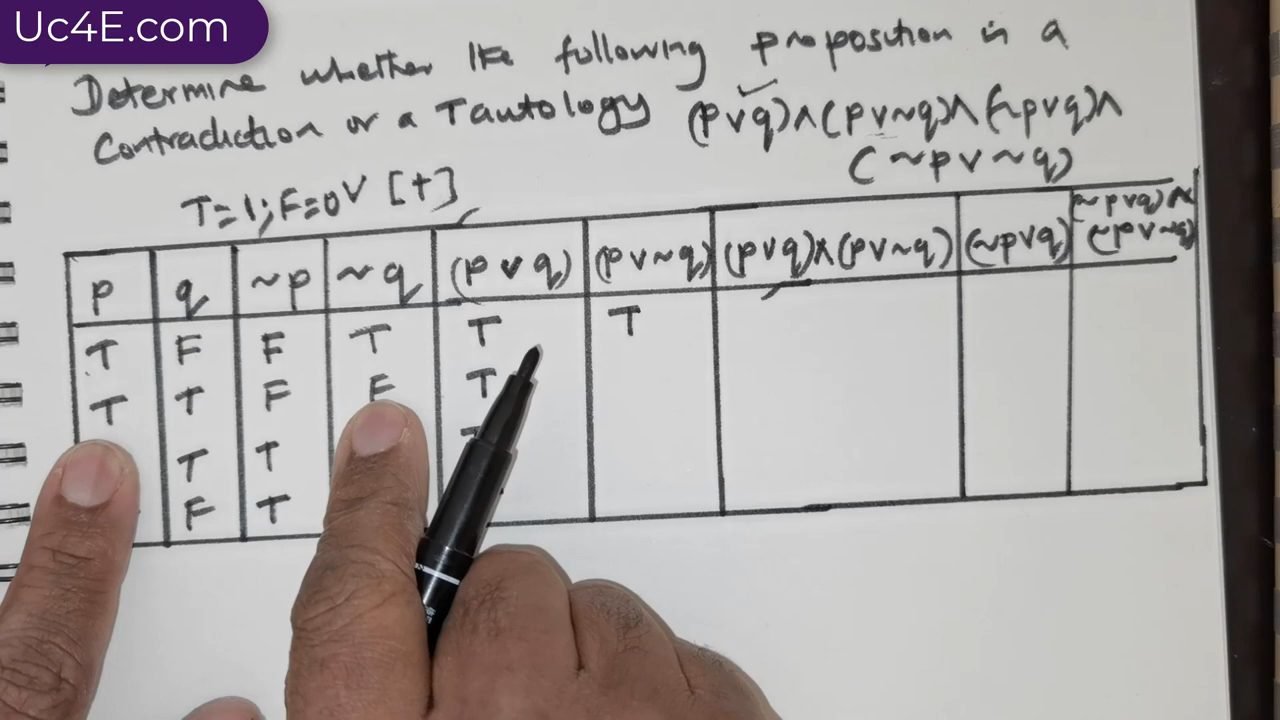 Uc4E.com
Determine whether the following proposition is a
Contradiction or a Tautology (p∨q)∧(p∨~q)∧(~p∨q)∧
(~p∨~q)
T=1; F=0 ∨ [+]
p q ~p ~q (p∨q) (p∨~q) (p∨q)∧(p∨~q) (~p∨q) (~p∨q)∧
(~p∨~q)
T F F T T T
T T F F T
T T T
F T